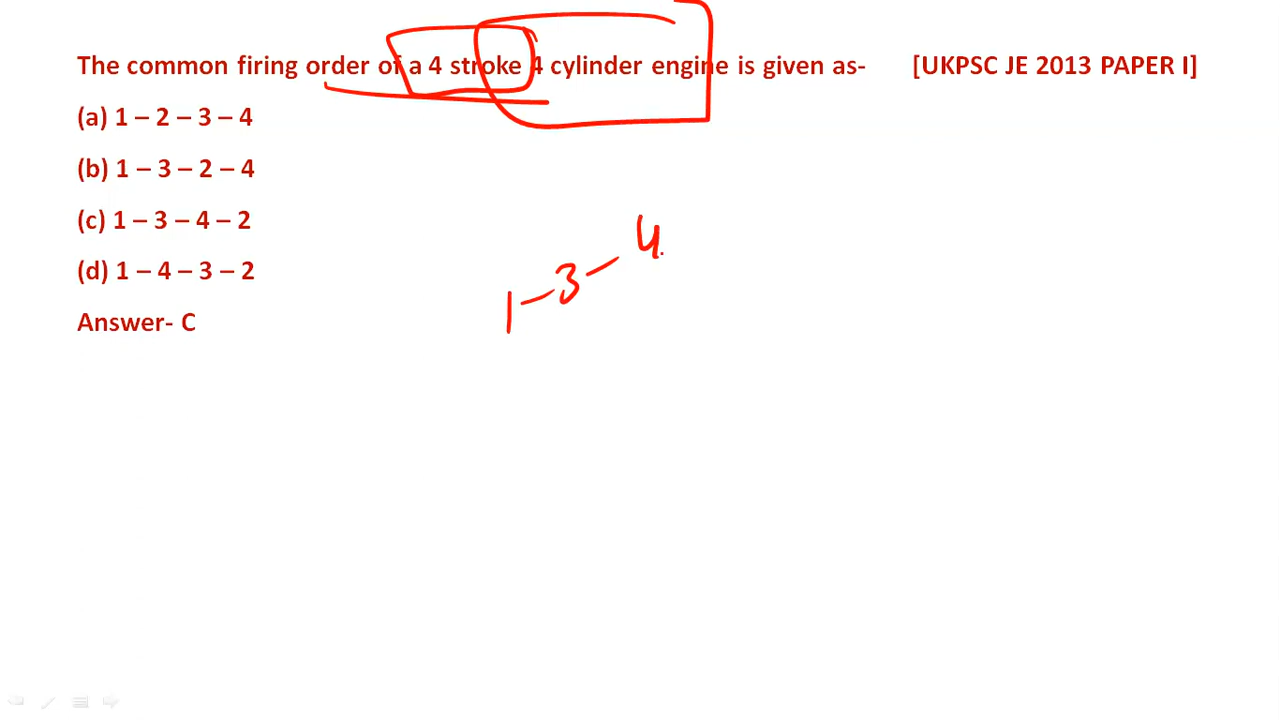 The common firing order of a 4 stroke 4 cylinder engine is given as- [UKPSC JE 2013 PAPER I]
(a) 1 – 2 – 3 – 4
(b) 1 – 3 – 2 – 4
(c) 1 – 3 – 4 – 2
(d) 1 – 4 – 3 – 2
Answer- C
1 – 3 – 4